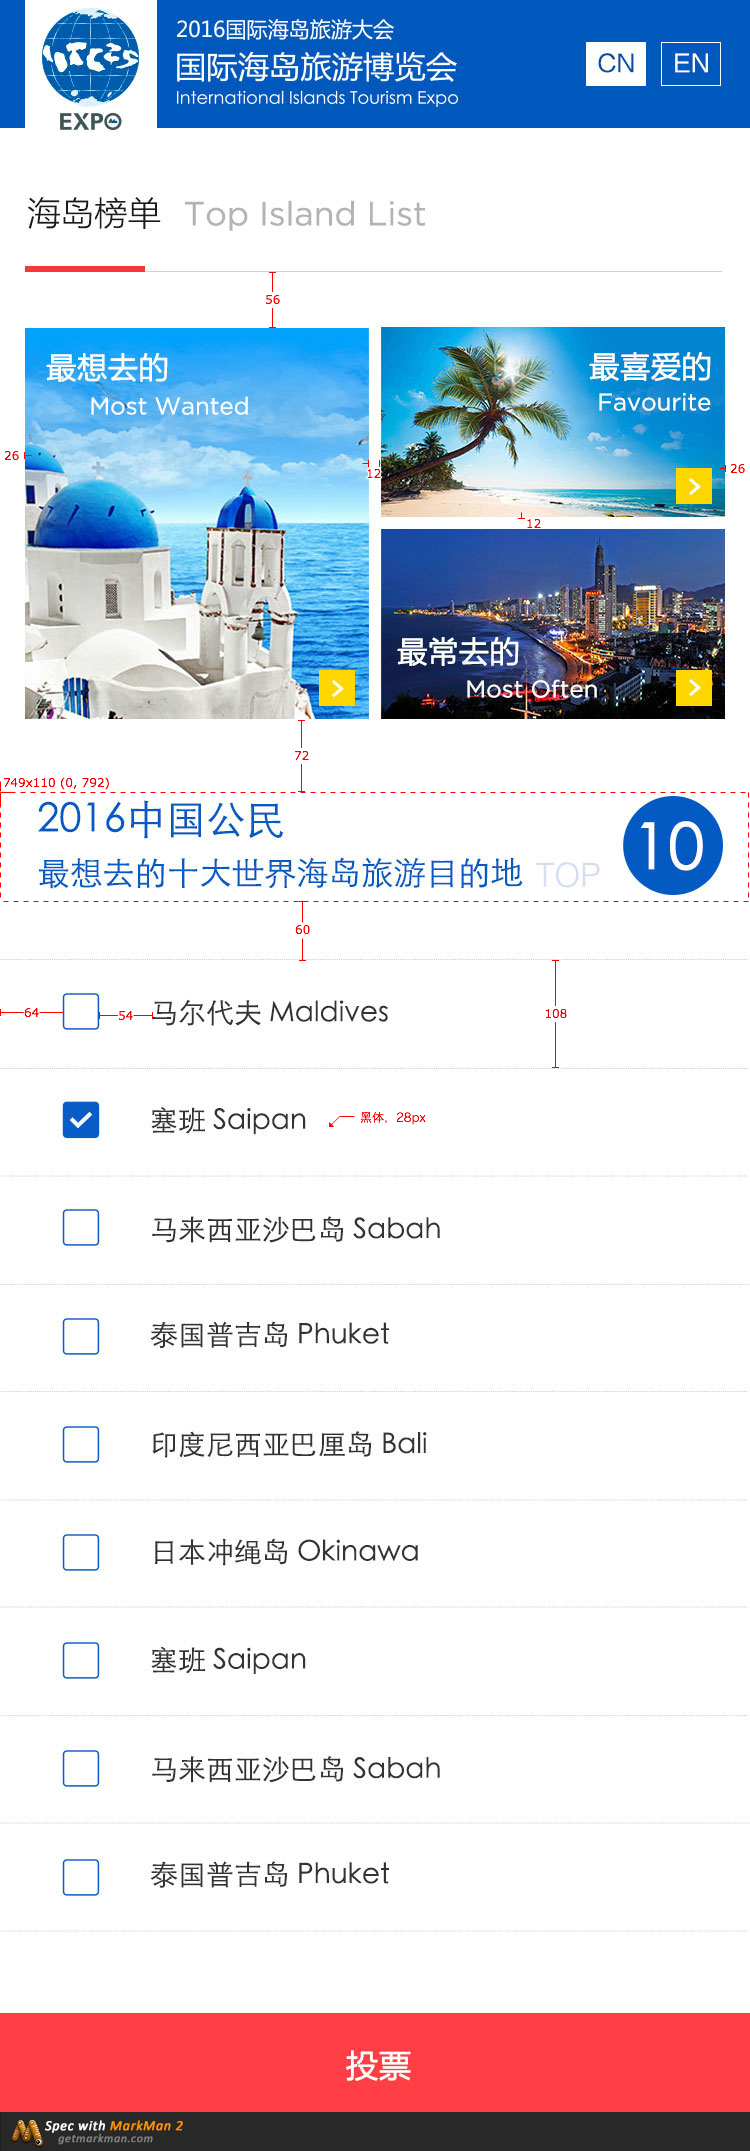 2016国际海岛旅游大会
国际海岛旅游博览会
International Islands Tourism Expo
EXPO
CN
EN
海岛榜单 Top Island List
56
最想去的
Most Wanted
最喜爱的
Favourite
26
12
26
12
最常去的
Most Often
72
749x110 (0, 792)
2016中国公民
最想去的十大世界海岛旅游目的地 TOP
10
60
64
54
马尔代夫 Maldives
108
塞班 Saipan
黑体, 28px
马来西亚沙巴岛 Sabah
泰国普吉岛 Phuket
印度尼西亚巴厘岛 Bali
日本冲绳岛 Okinawa
塞班 Saipan
马来西亚沙巴岛 Sabah
泰国普吉岛 Phuket
投票
Spec with MarkMan 2
getmarkman.com